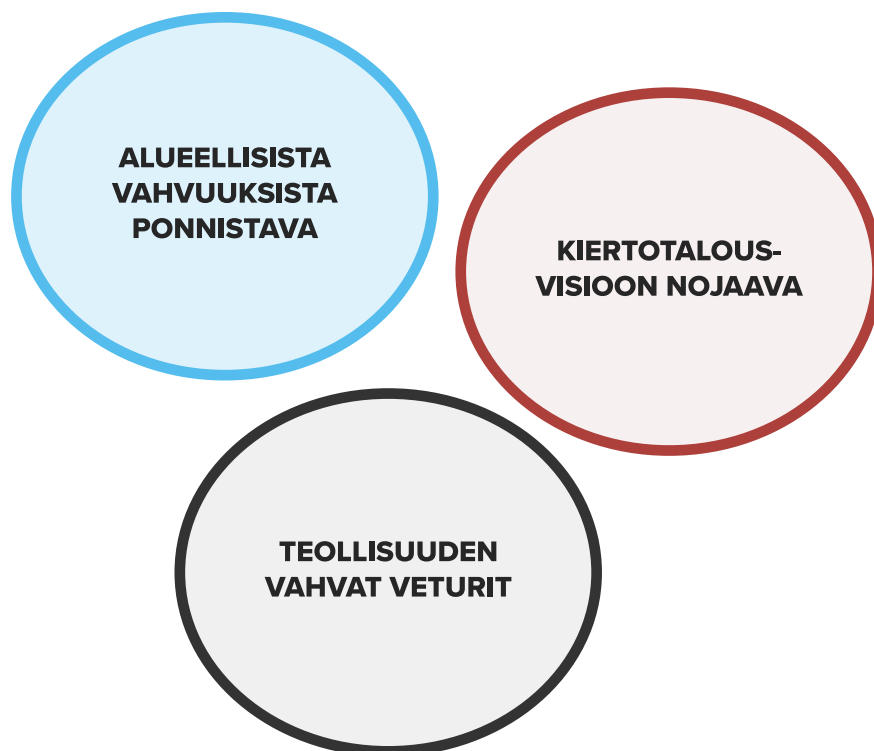 ALUEELLISISTA
VAHVUUKSISTA
PONNISTAVA
KIERTOTALOUS-
VISIOON NOJAAVA
TEOLLISUUDEN
VAHVAT VETURIT